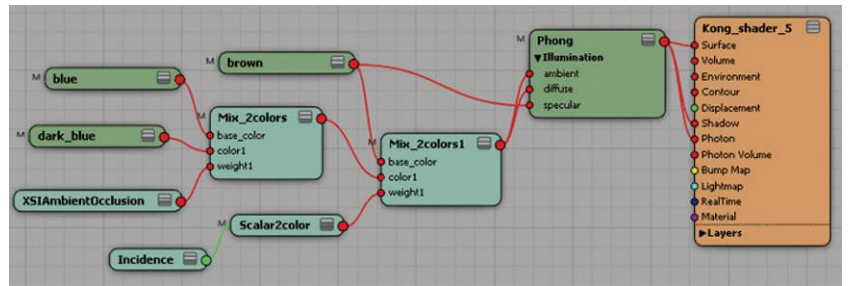 M blue
M dark_blue
XSIAmbientOcclusion
Incidence
M brown
M Mix_2colors
base_color
color1
weight1
M Scalar2color
M Mix_2colors1
base_color
color1
weight1
M Phong
▼Illumination
ambient
diffuse
specular
Kong_shader_5
Surface
Volume
Environment
Contour
Displacement
Shadow
Photon
Photon Volume
Bump Map
Lightmap
RealTime
Material
▶Layers